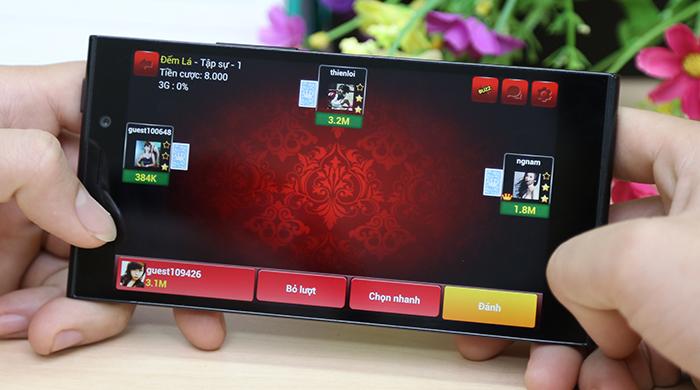 Đếm Lá - Tập sự - 1
Tiền cược: 8.000
3G : 0%
thienloi
3.2M
BUZZ
guest100648
384K
ngnam
1.8M
guest109426
3.1M
Bỏ lượt
Chọn nhanh
Đánh